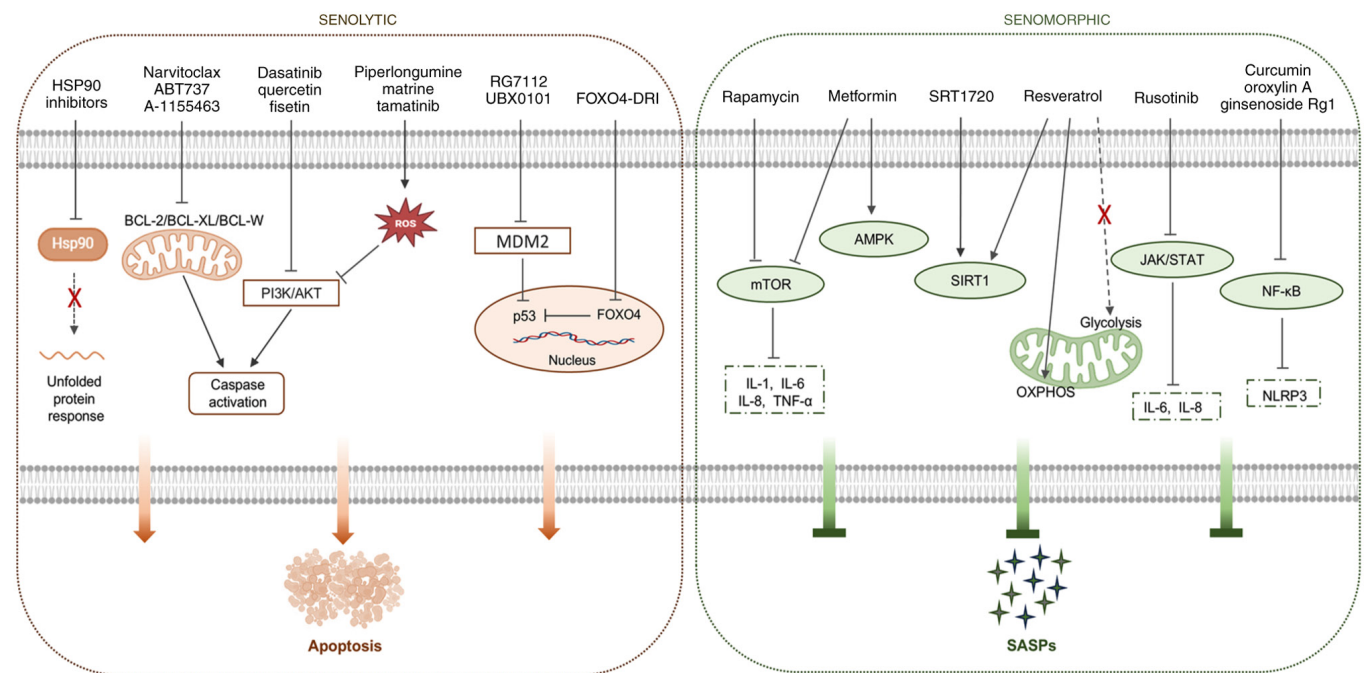 SENOLYTIC
HSP90
inhibitors
Narvitoclax
ABT737
A-1155463
Dasatinib
quercetin
fisetin
Piperlongumine
matrine
tamatinib
RG7112
UBX0101
FOXO4-DRI
Hsp90
X
Unfolded
protein
response
BCL-2/BCL-XL/BCL-W
ROS
PI3K/AKT
Caspase
activation
MDM2
p53
FOXO4
Nucleus
Apoptosis
SENOMORPHIC
Rapamycin
Metformin
SRT1720
Resveratrol
Rusotinib
Curcumin
oroxylin A
ginsenoside Rg1
X
AMPK
mTOR
SIRT1
JAK/STAT
NF-κB
Glycolysis
OXPHOS
IL-1, IL-6
IL-8, TNF-α
IL-6, IL-8
NLRP3
SASPs